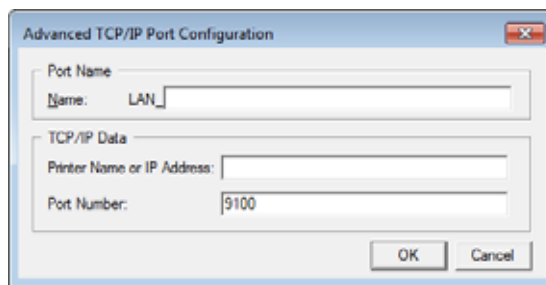 Advanced TCP/IP Port Configuration
Port Name
Name: LAN_
TCP/IP Data
Printer Name or IP Address:
Port Number: 9100
OK Cancel